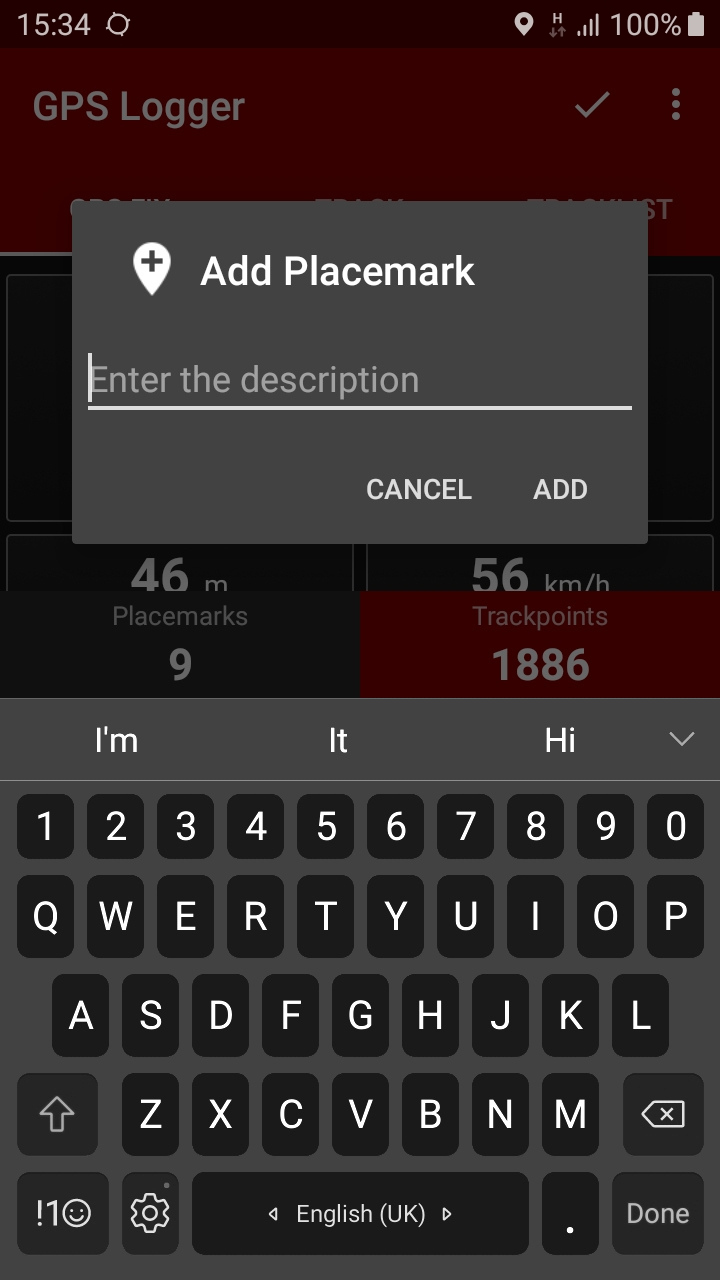 15:34 H 100%
GPS Logger
GPS FIX TRACK TRACKLIST
Add Placemark
Enter the description
CANCEL ADD
46 m 56 km/h
Placemarks Trackpoints
9 1886
I'm It Hi
1 2 3 4 5 6 7 8 9 0
Q W E R T Y U I O P
A S D F G H J K L
Z X C V B N M
!1☺ English (UK) . Done